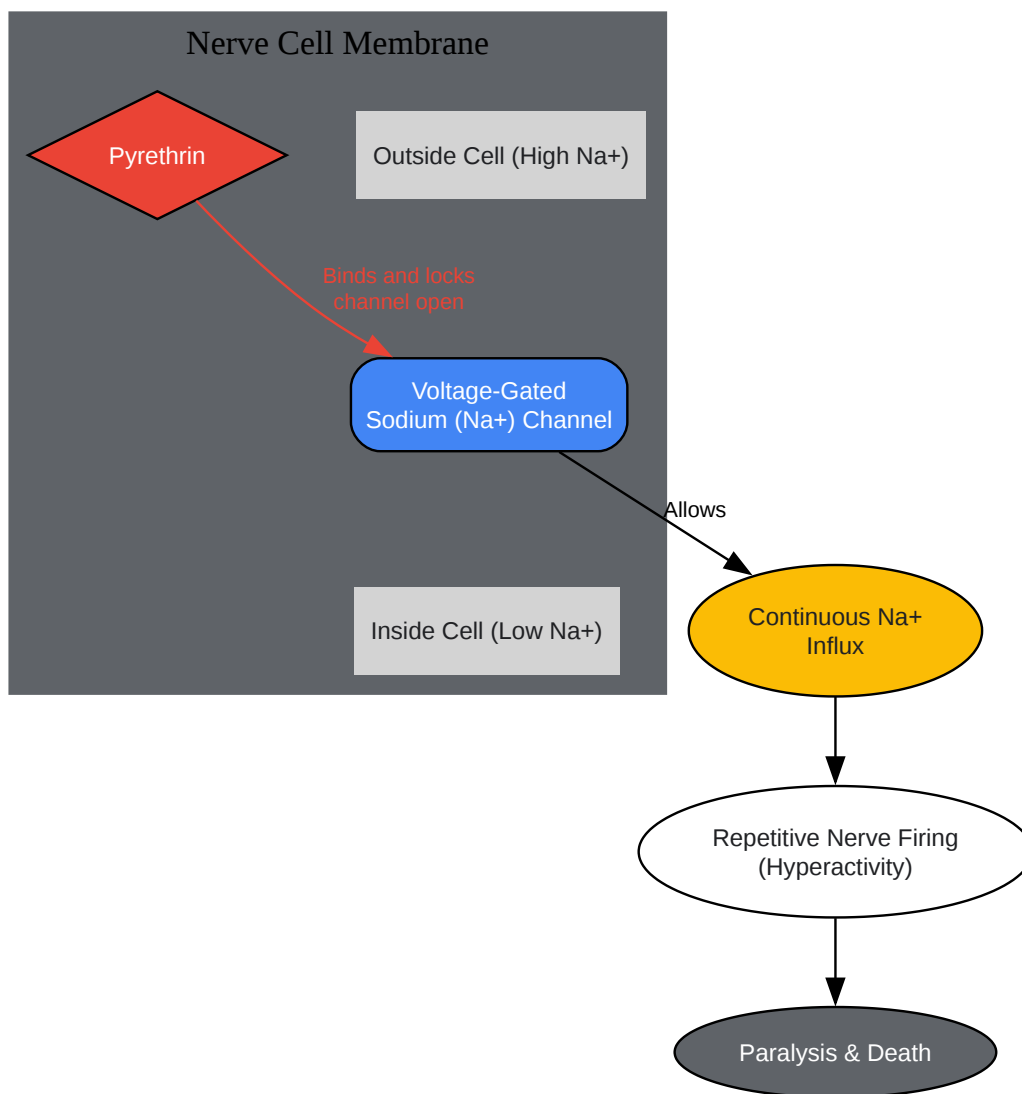 Nerve Cell Membrane
Pyrethrin
Outside Cell (High Na+)
Binds and locks
channel open
Voltage-Gated
Sodium (Na+) Channel
Allows
Inside Cell (Low Na+)
Continuous Na+
Influx
Repetitive Nerve Firing
(Hyperactivity)
Paralysis & Death